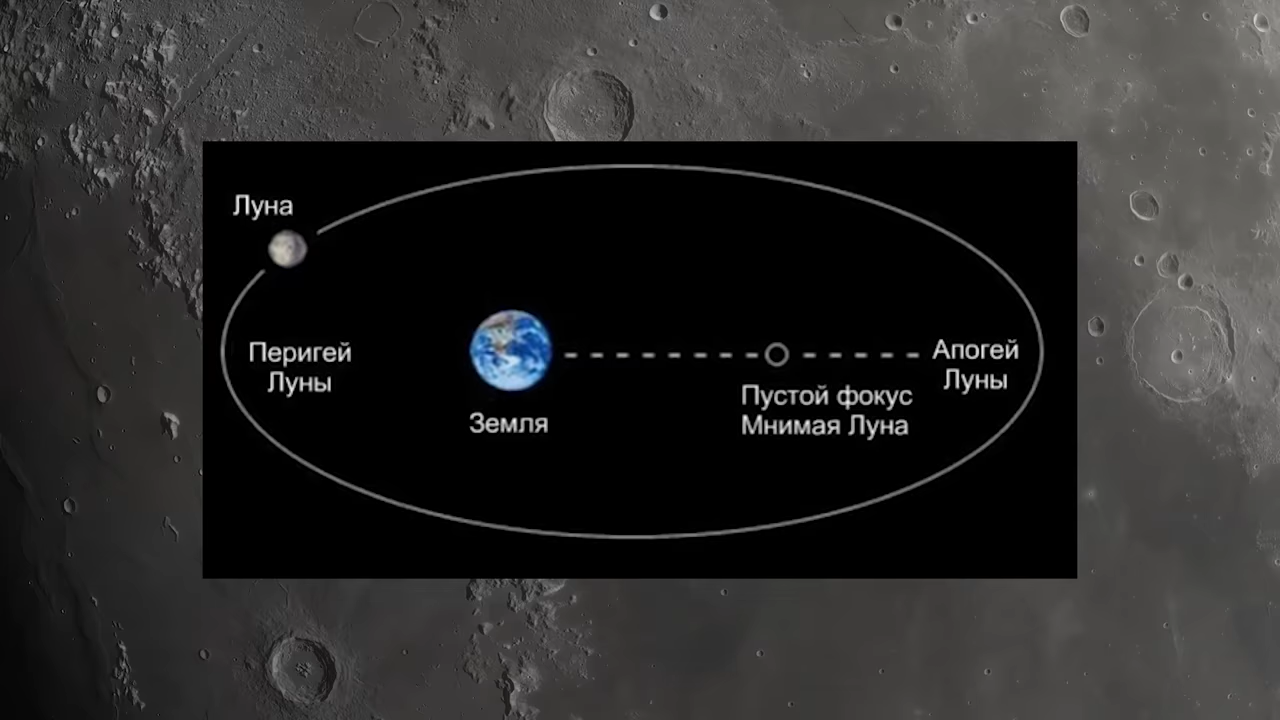 Луна
Перигей
Луны
Земля
Пустой фокус
Мнимая Луна
Апогей
Луны